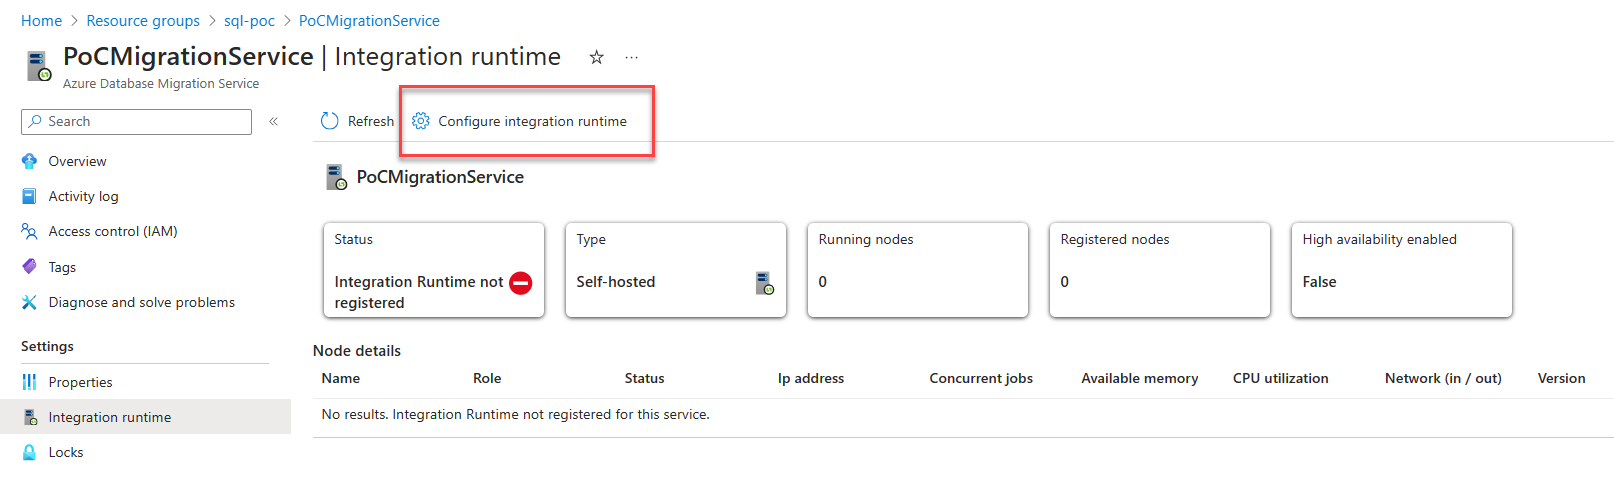 Home > Resource groups > sql-poc > PoCMigrationService
PoCMigrationService | Integration runtime
Azure Database Migration Service
Search
Refresh
Configure integration runtime
Overview
Activity log
Access control (IAM)
Tags
Diagnose and solve problems
Settings
Properties
Integration runtime
Locks
PoCMigrationService
Status
Integration Runtime not
registered
Type
Self-hosted
Running nodes
0
Registered nodes
0
High availability enabled
False
Node details
Name Role Status Ip address Concurrent jobs Available memory CPU utilization Network (in / out) Version
No results. Integration Runtime not registered for this service.